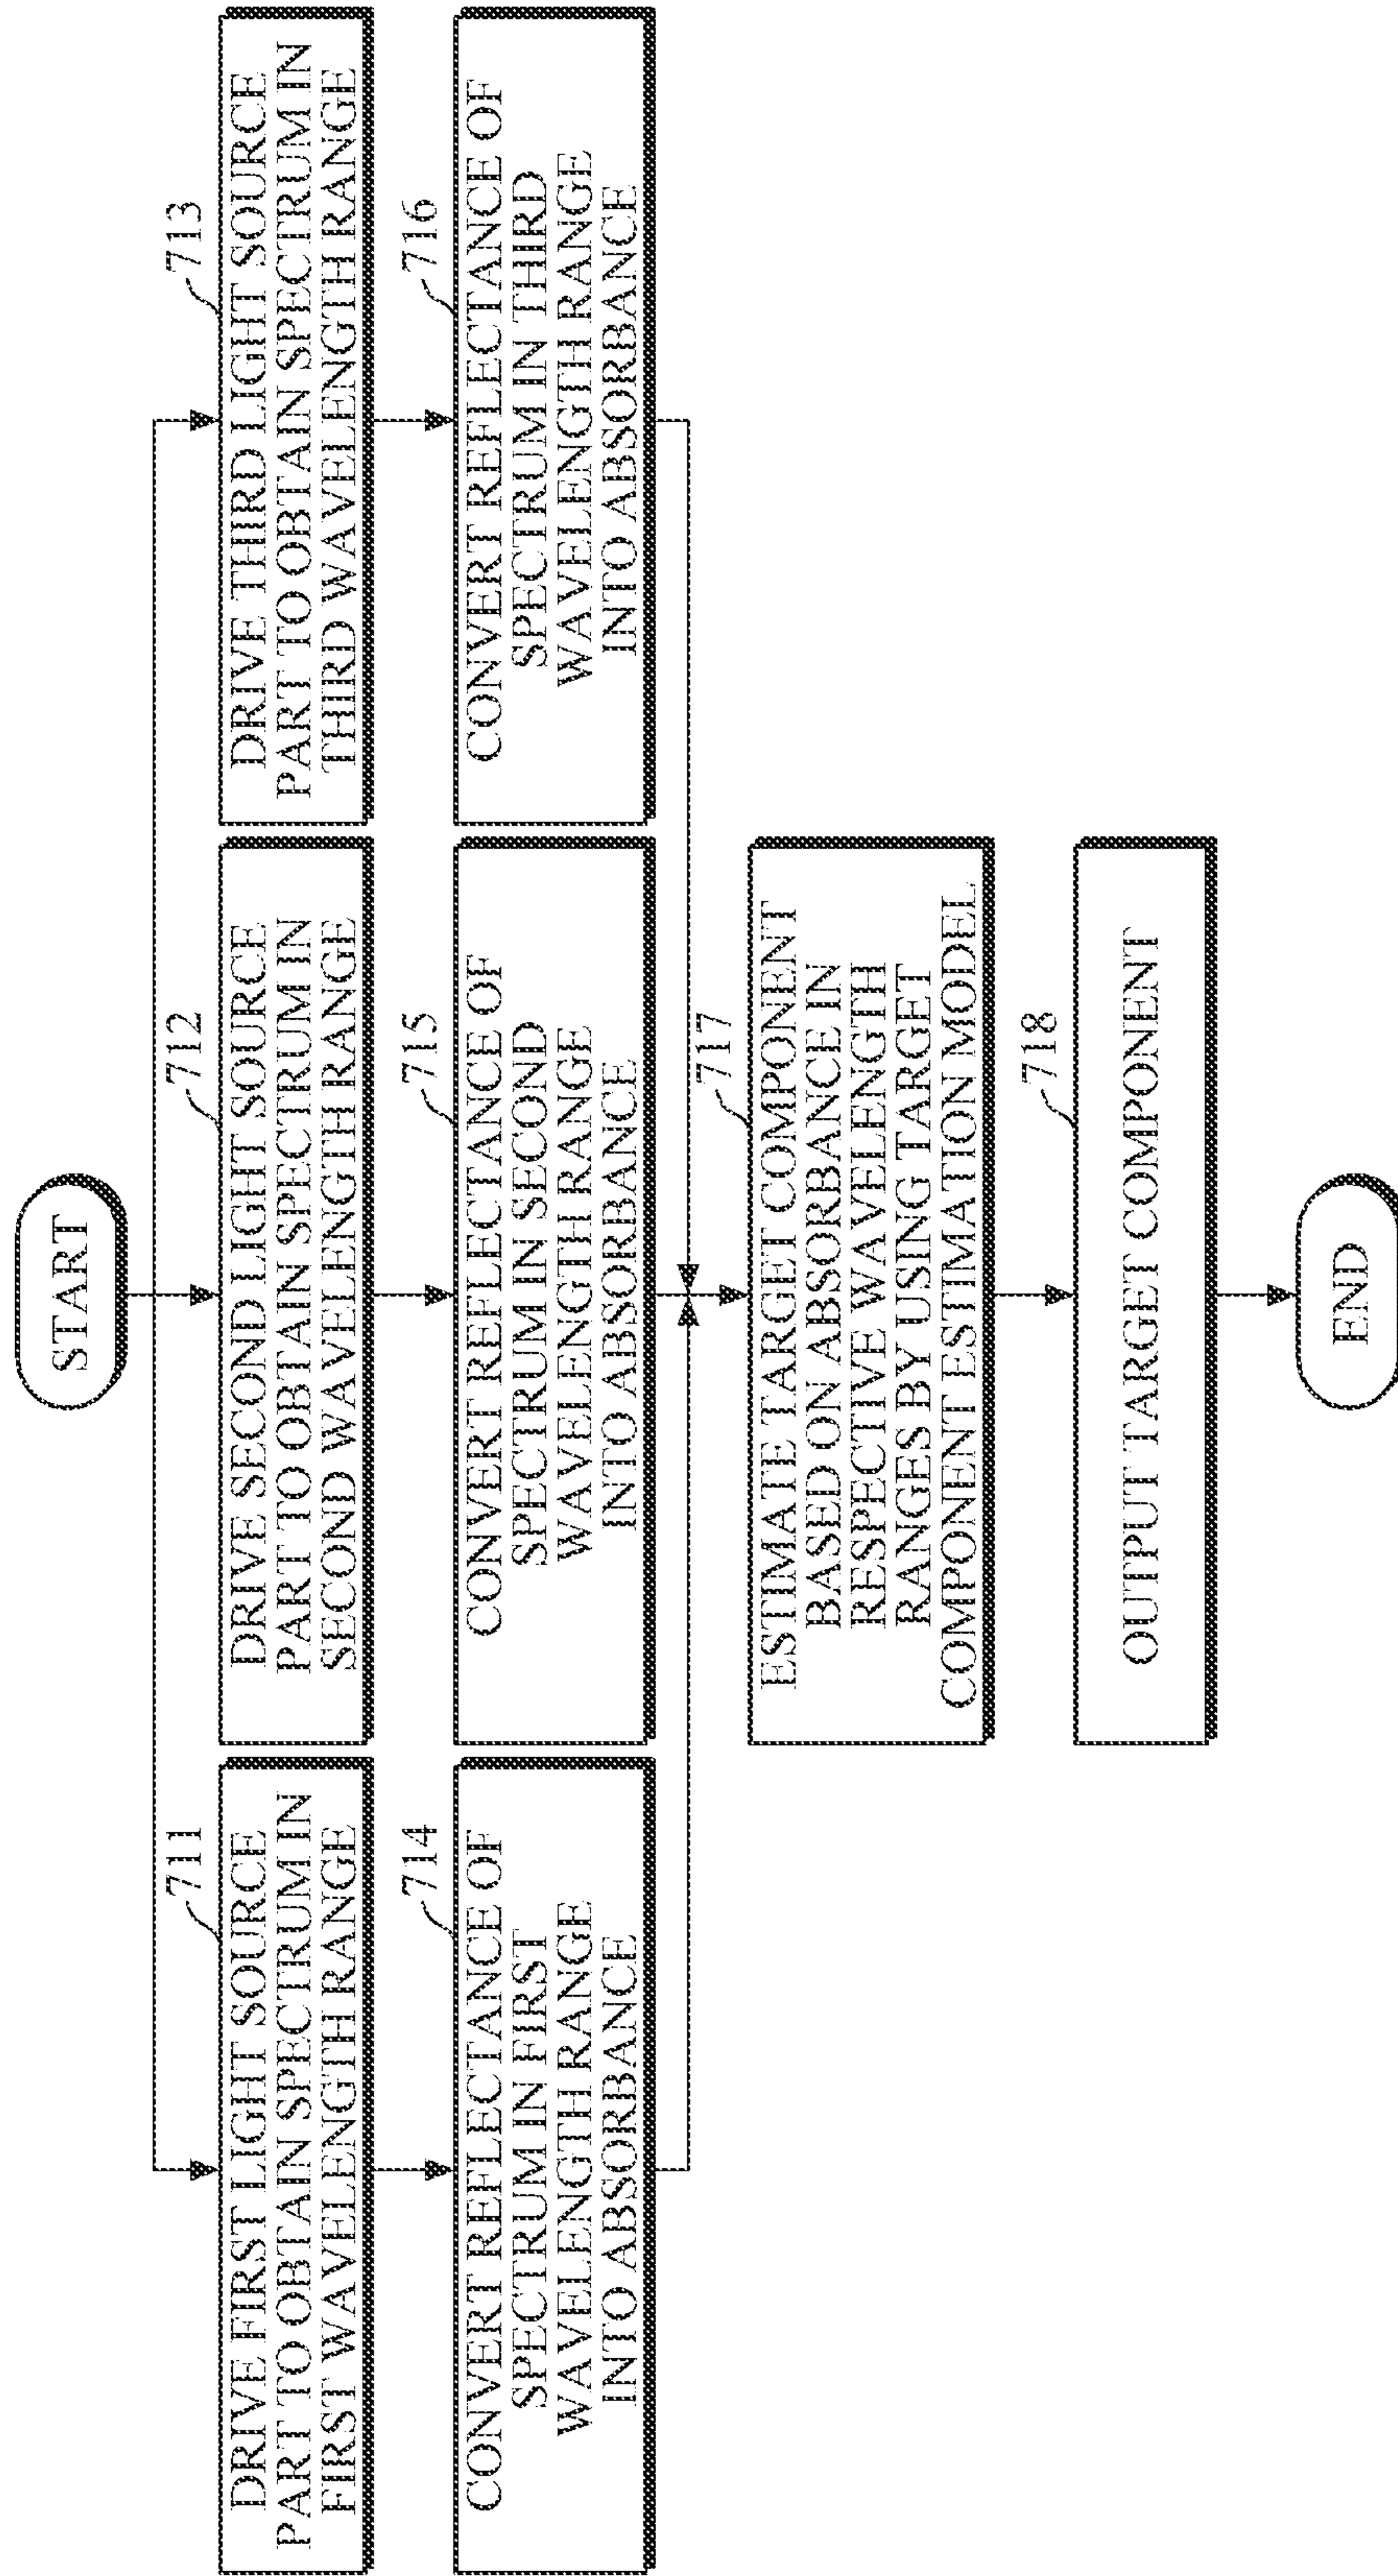 START
711
DRIVE FIRST LIGHT SOURCE
PART TO OBTAIN SPECTRUM IN
FIRST WAVELENGTH RANGE
712
DRIVE SECOND LIGHT SOURCE
PART TO OBTAIN SPECTRUM IN
SECOND WAVELENGTH RANGE
713
DRIVE THIRD LIGHT SOURCE
PART TO OBTAIN SPECTRUM IN
THIRD WAVELENGTH RANGE
714
CONVERT REFLECTANCE OF
SPECTRUM IN FIRST
WAVELENGTH RANGE
INTO ABSORBANCE
715
CONVERT REFLECTANCE OF
SPECTRUM IN SECOND
WAVELENGTH RANGE
INTO ABSORBANCE
716
CONVERT REFLECTANCE OF
SPECTRUM IN THIRD
WAVELENGTH RANGE
INTO ABSORBANCE
717
ESTIMATE TARGET COMPONENT
BASED ON ABSORBANCE IN
RESPECTIVE WAVELENGTH
RANGES BY USING TARGET
COMPONENT ESTIMATION MODEL
718
OUTPUT TARGET COMPONENT
END